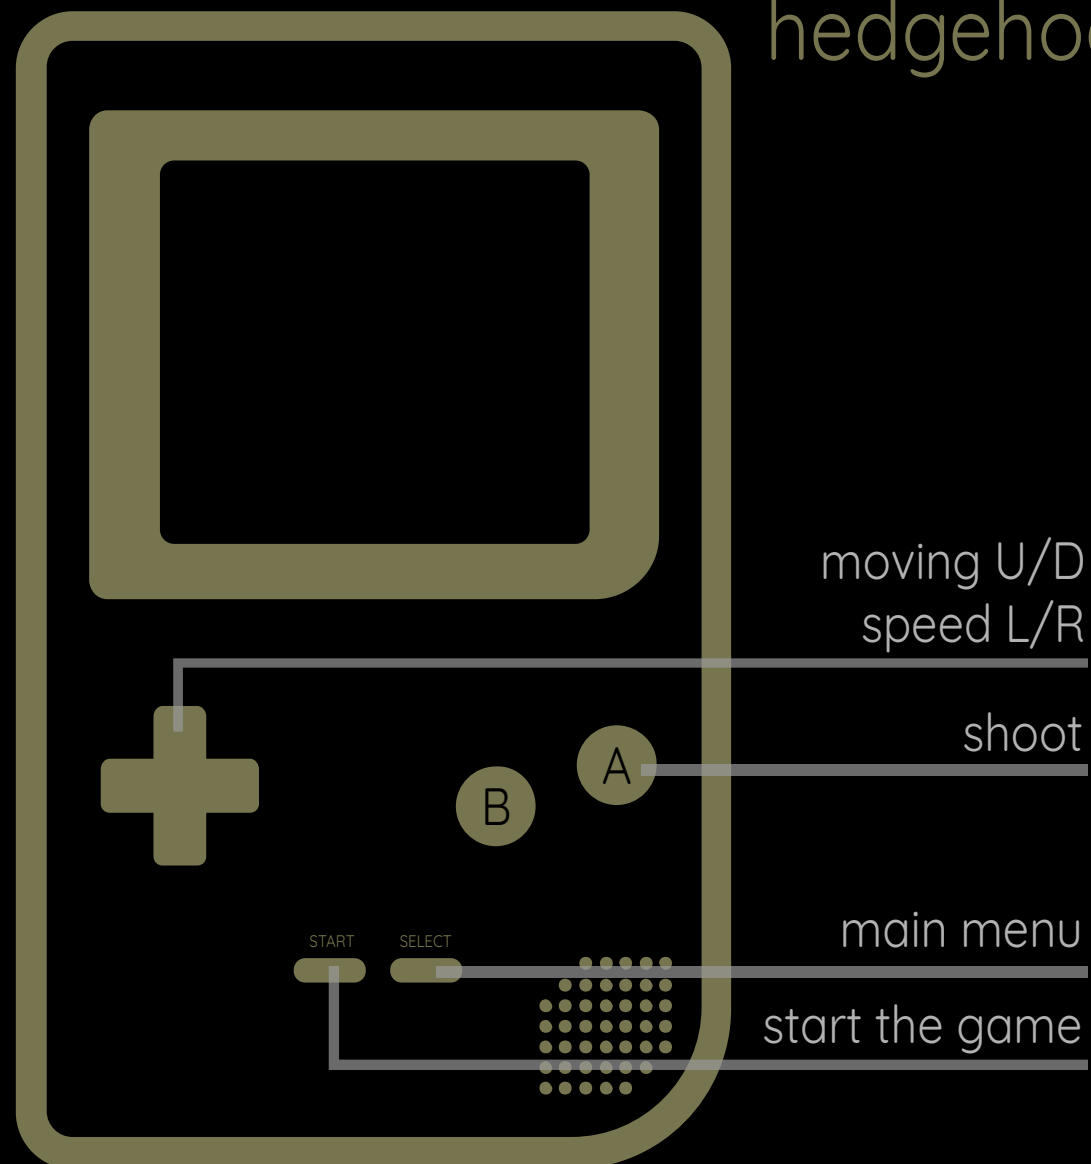 moving U/D
speed L/R
shoot
A
B
main menu
START SELECT
start the game